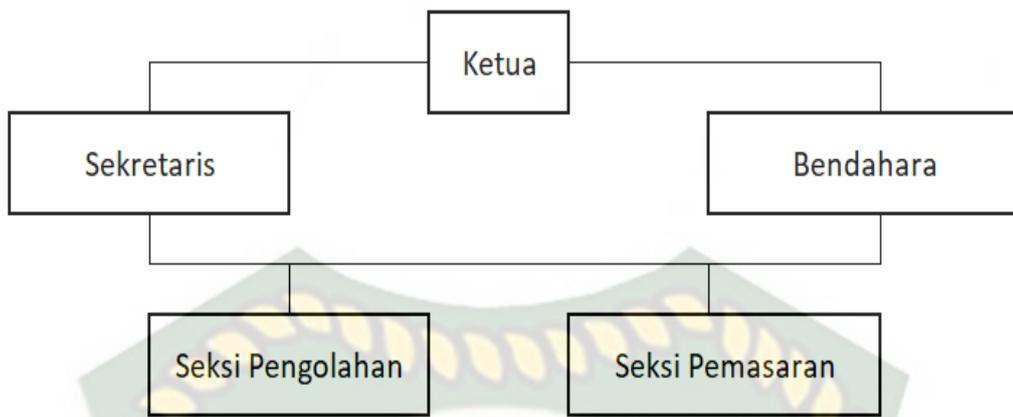 Ketua
Sekretaris
Bendahara
Seksi Pengolahan
Seksi Pemasaran